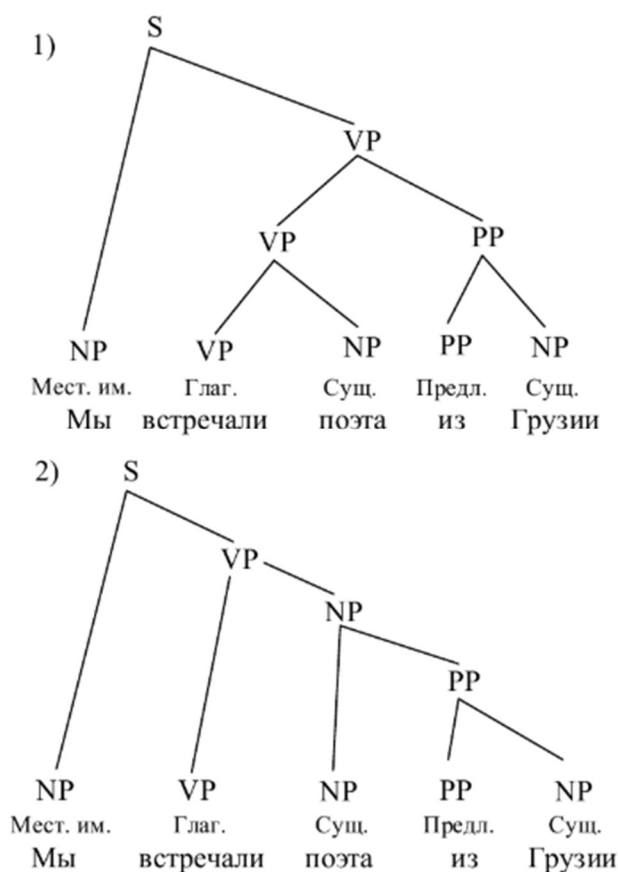 1)
S
VP
VP PP
NP VP NP PP NP
Мест. им. Глаг. Сущ. Предл. Сущ.
Мы встречали поэта из Грузии
2)
S
VP
NP
PP
NP VP NP PP NP
Мест. им. Глаг. Сущ. Предл. Сущ.
Мы встречали поэта из Грузии